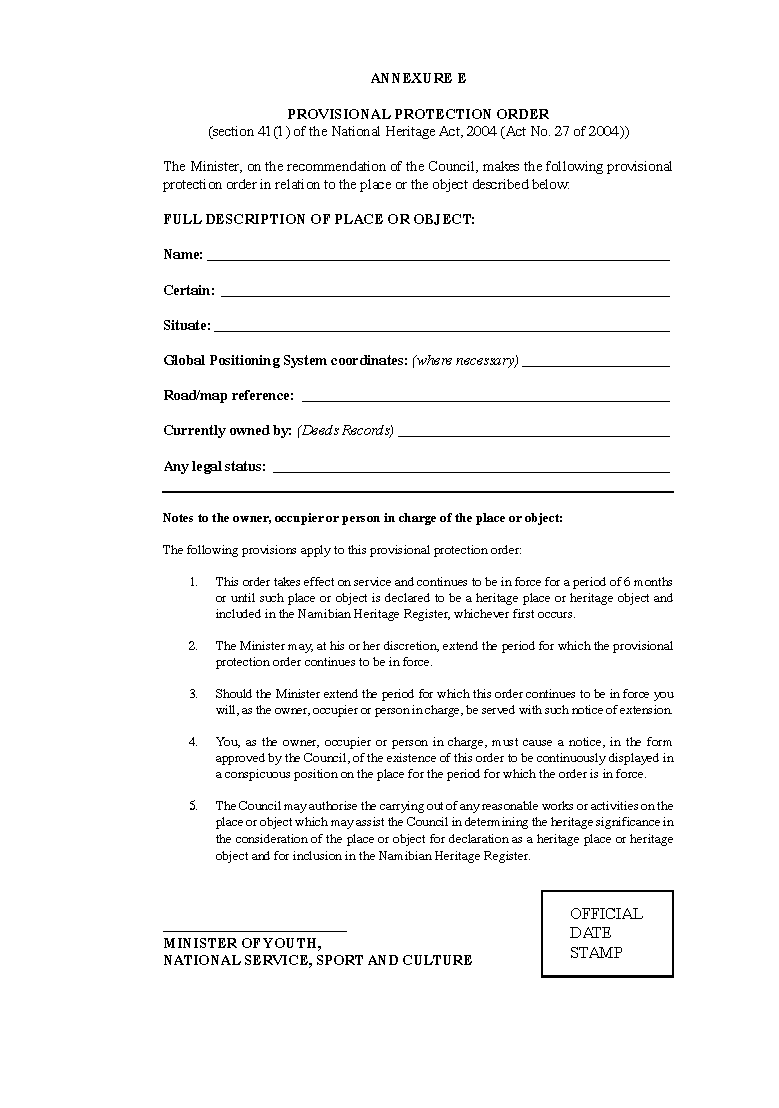 ANNEXURE E
PROVISIONAL PROTECTION ORDER
(section 41(1) of the National Heritage Act, 2004 (Act No. 27 of 2004))
The Minister, on the recommendation of the Council, makes the following provisional
protection order in relation to the place or the object described below:
FULL DESCRIPTION OF PLACE OR OBJECT:
Name:
Certain:
Situate:
Global Positioning System coordinates: (where necessary)
Road/map reference:
Currently owned by: (Deeds Records)
Any legal status:
Notes to the owner, occupier or person in charge of the place or object:
The following provisions apply to this provisional protection order:
1. This order takes effect on service and continues to be in force for a period of 6 months
or until such place or object is declared to be a heritage place or heritage object and
included in the Namibian Heritage Register, whichever first occurs.
2. The Minister may, at his or her discretion, extend the period for which the provisional
protection order continues to be in force.
3. Should the Minister extend the period for which this order continues to be in force you
will, as the owner, occupier or person in charge, be served with such notice of extension.
4. You, as the owner, occupier or person in charge, must cause a notice, in the form
approved by the Council, of the existence of this order to be continuously displayed in
a conspicuous position on the place for the period for which the order is in force.
5. The Council may authorise the carrying out of any reasonable works or activities on the
place or object which may assist the Council in determining the heritage significance in
the consideration of the place or object for declaration as a heritage place or heritage
object and for inclusion in the Namibian Heritage Register.
OFFICIAL
DATE
STAMP
MINISTER OF YOUTH,
NATIONAL SERVICE, SPORT AND CULTURE